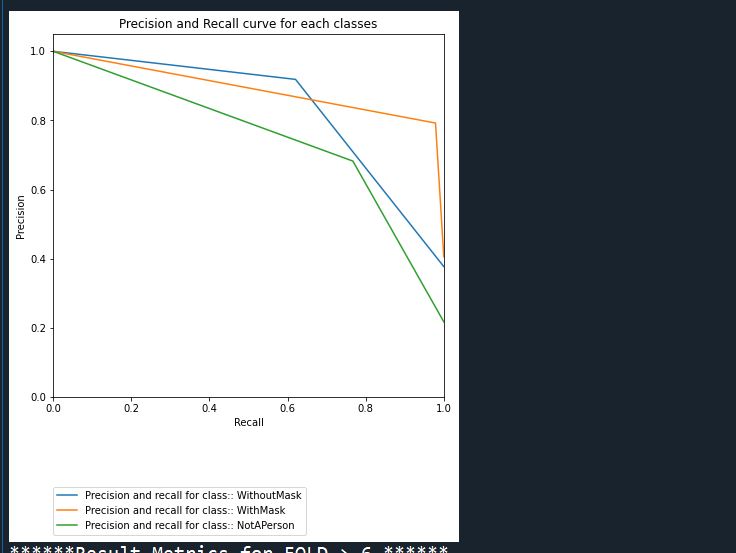 Precision and Recall curve for each classes
1.0
0.8
0.6
0.4
0.2
0.0
Precision
0.0 0.2 0.4 0.6 0.8 1.0
Recall
Precision and recall for class:: WithoutMask
Precision and recall for class:: WithMask
Precision and recall for class:: NotAPerson
******Result Metrics for FOLD > 6 ******